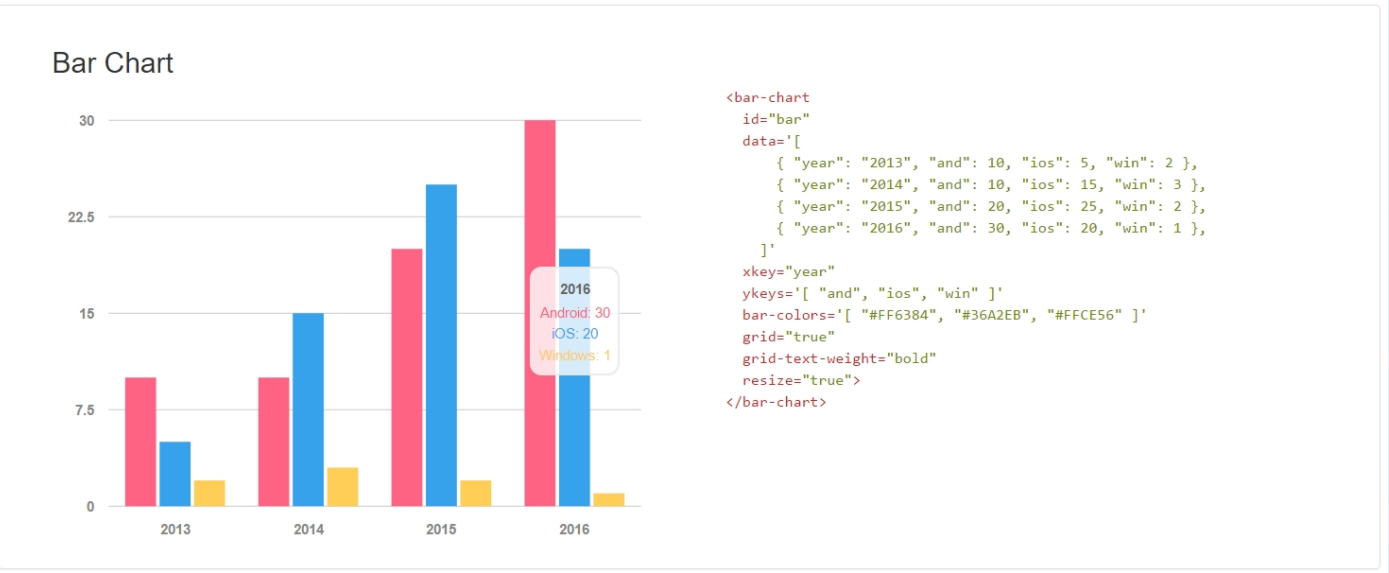 Bar Chart
30
22.5
15
7.5
0
2013
2014
2015
2016
2016
Android: 30
iOS: 20
Windows: 1
<bar-chart
id="bar"
data='[
{ "year": "2013", "and": 10, "ios": 5, "win": 2 },
{ "year": "2014", "and": 10, "ios": 15, "win": 3 },
{ "year": "2015", "and": 20, "ios": 25, "win": 2 },
{ "year": "2016", "and": 30, "ios": 20, "win": 1 },
]'
xkey="year"
ykeys='[ "and", "ios", "win" ]'
bar-colors='[ "#FF6384", "#36A2EB", "#FFCE56" ]'
grid="true"
grid-text-weight="bold"
resize="true">
</bar-chart>